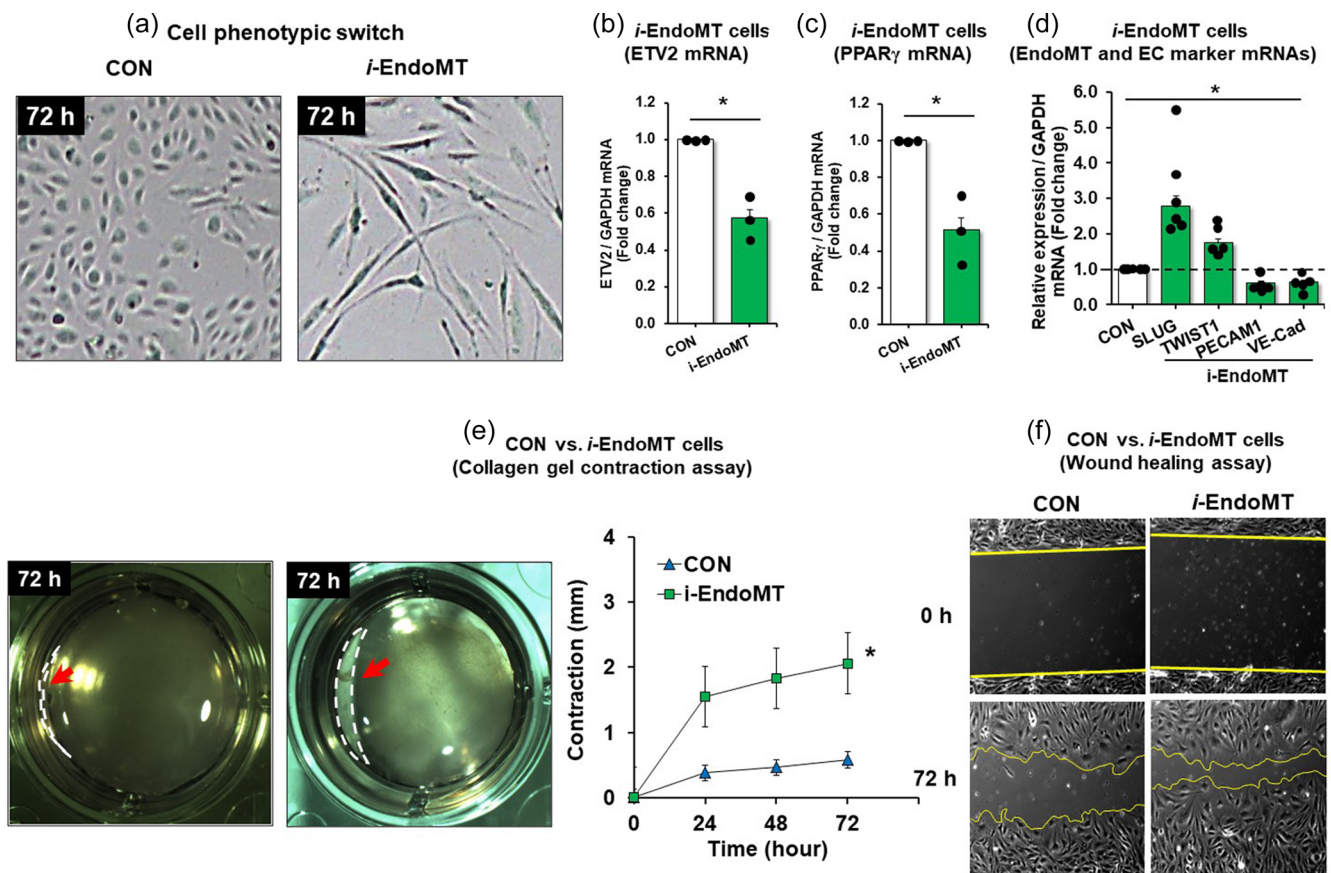 (a) Cell phenotypic switch
CON
i-EndoMT
72 h
72 h
(b) i-EndoMT cells
(ETV2 mRNA)
ETV2 / GAPDH mRNA
(Fold change)
1.2
1.0
0.8
0.6
0.4
0.2
0.0
*
CON
i-EndoMT
(c) i-EndoMT cells
(PPARγ mRNA)
PPARγ / GAPDH mRNA
(Fold change)
1.2
1.0
0.8
0.6
0.4
0.2
0.0
*
CON
i-EndoMT
(d) i-EndoMT cells
(EndoMT and EC marker mRNAs)
Relative expression / GAPDH
mRNA (Fold change)
6.0
5.0
4.0
3.0
2.0
1.0
0.0
*
CON
SLUG
TWIST1
PECAM1
VE-Cad
i-EndoMT
(e) CON vs. i-EndoMT cells
(Collagen gel contraction assay)
72 h
72 h
Contraction (mm)
4
3
2
1
0
CON
i-EndoMT
*
0
24
48
72
Time (hour)
(f) CON vs. i-EndoMT cells
(Wound healing assay)
CON
i-EndoMT
0 h
72 h